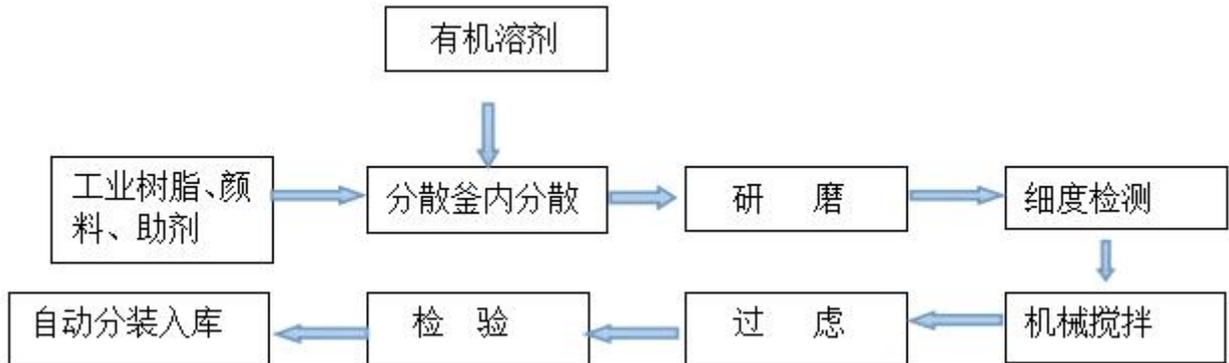 有机溶剂
工业树脂、颜
料、助剂
分散釜内分散
研 磨
细度检测
机械搅拌
过 虑
检 验
自动分装入库